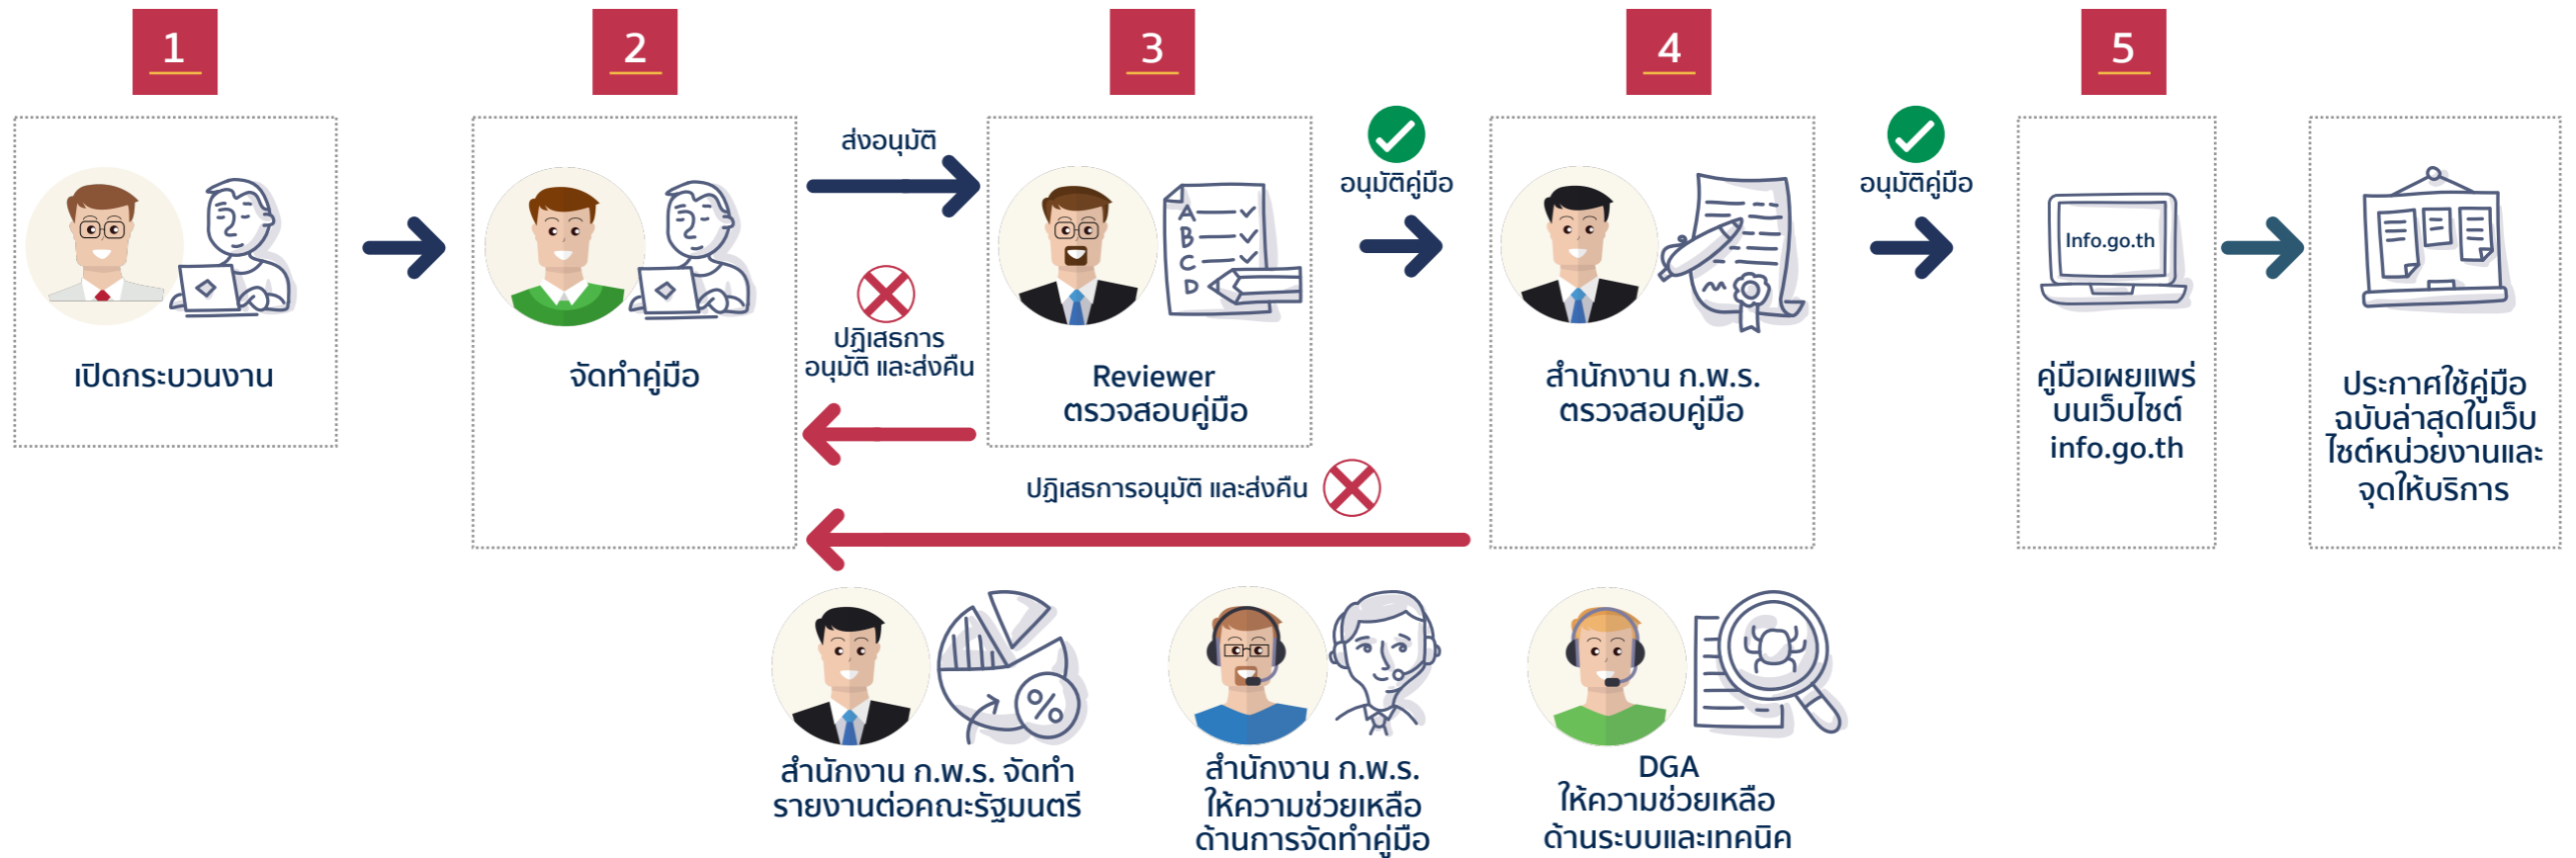 1
2
3
4
5
เปิดกระบวนงาน
จัดทำคู่มือ
ส่งอนุมัติ
ปฏิเสธการ
อนุมัติ และส่งคืน
A
B
C
D
Reviewer
ตรวจสอบคู่มือ
อนุมัติคู่มือ
สำนักงาน ก.พ.ร.
ตรวจสอบคู่มือ
อนุมัติคู่มือ
Info.go.th
คู่มือเผยแพร่
บนเว็บไซต์
info.go.th
ประกาศใช้คู่มือ
ฉบับล่าสุดในเว็บ
ไซต์หน่วยงานและ
จุดให้บริการ
ปฏิเสธการอนุมัติ และส่งคืน
%
สำนักงาน ก.พ.ร. จัดทำ
รายงานต่อคณะรัฐมนตรี
สำนักงาน ก.พ.ร.
ให้ความช่วยเหลือ
ด้านการจัดทำคู่มือ
DGA
ให้ความช่วยเหลือ
ด้านระบบและเทคนิค